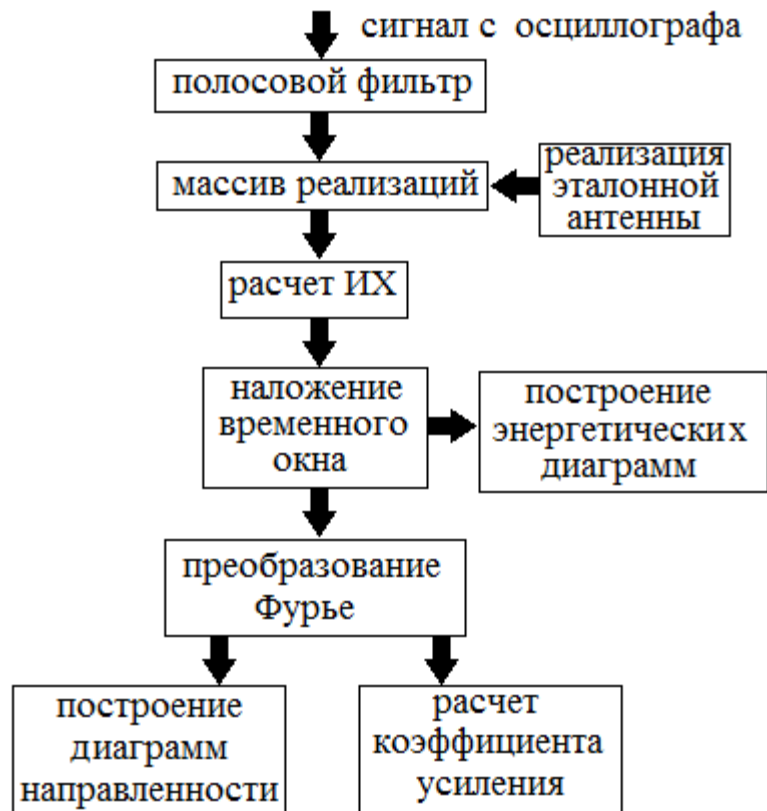 сигнал с осциллографа
полосовой фильтр
массив реализаций
реализация
эталонной
антенны
расчет ИХ
наложение
временного
окна
построение
энергетических
диаграмм
преобразование
Фурье
построение
диаграмм
направленности
расчет
коэффициента
усиления